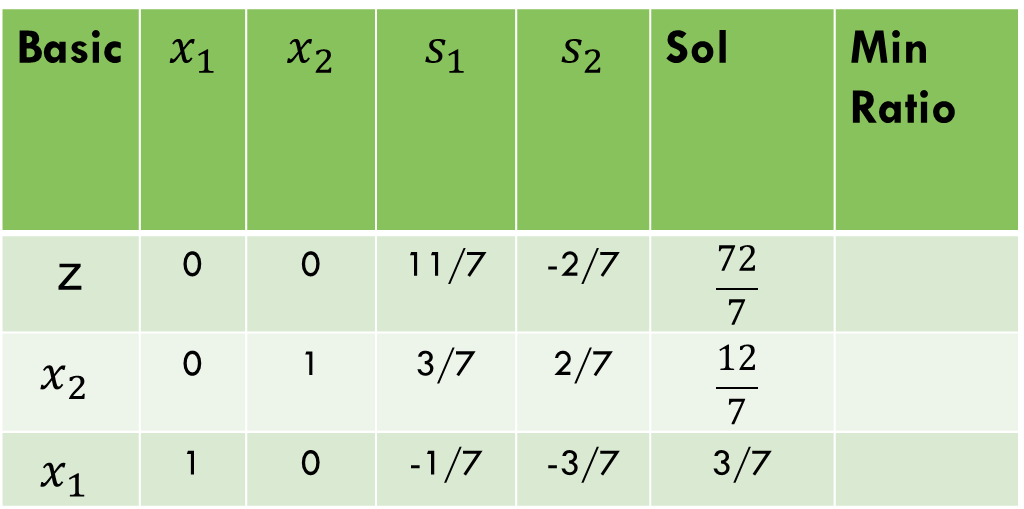 Basic x₁ x₂ s₁ s₂ Sol Min Ratio
z 0 0 11/7 -2/7 72/7
x₂ 0 1 3/7 2/7 12/7
x₁ 1 0 -1/7 -3/7 3/7